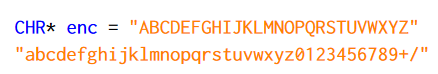 CHR* enc = "ABCDEFGHIJKLMNOPQRSTUVWXYZ"
"abcdefghijklmnopqrstuvwxyz0123456789+/"